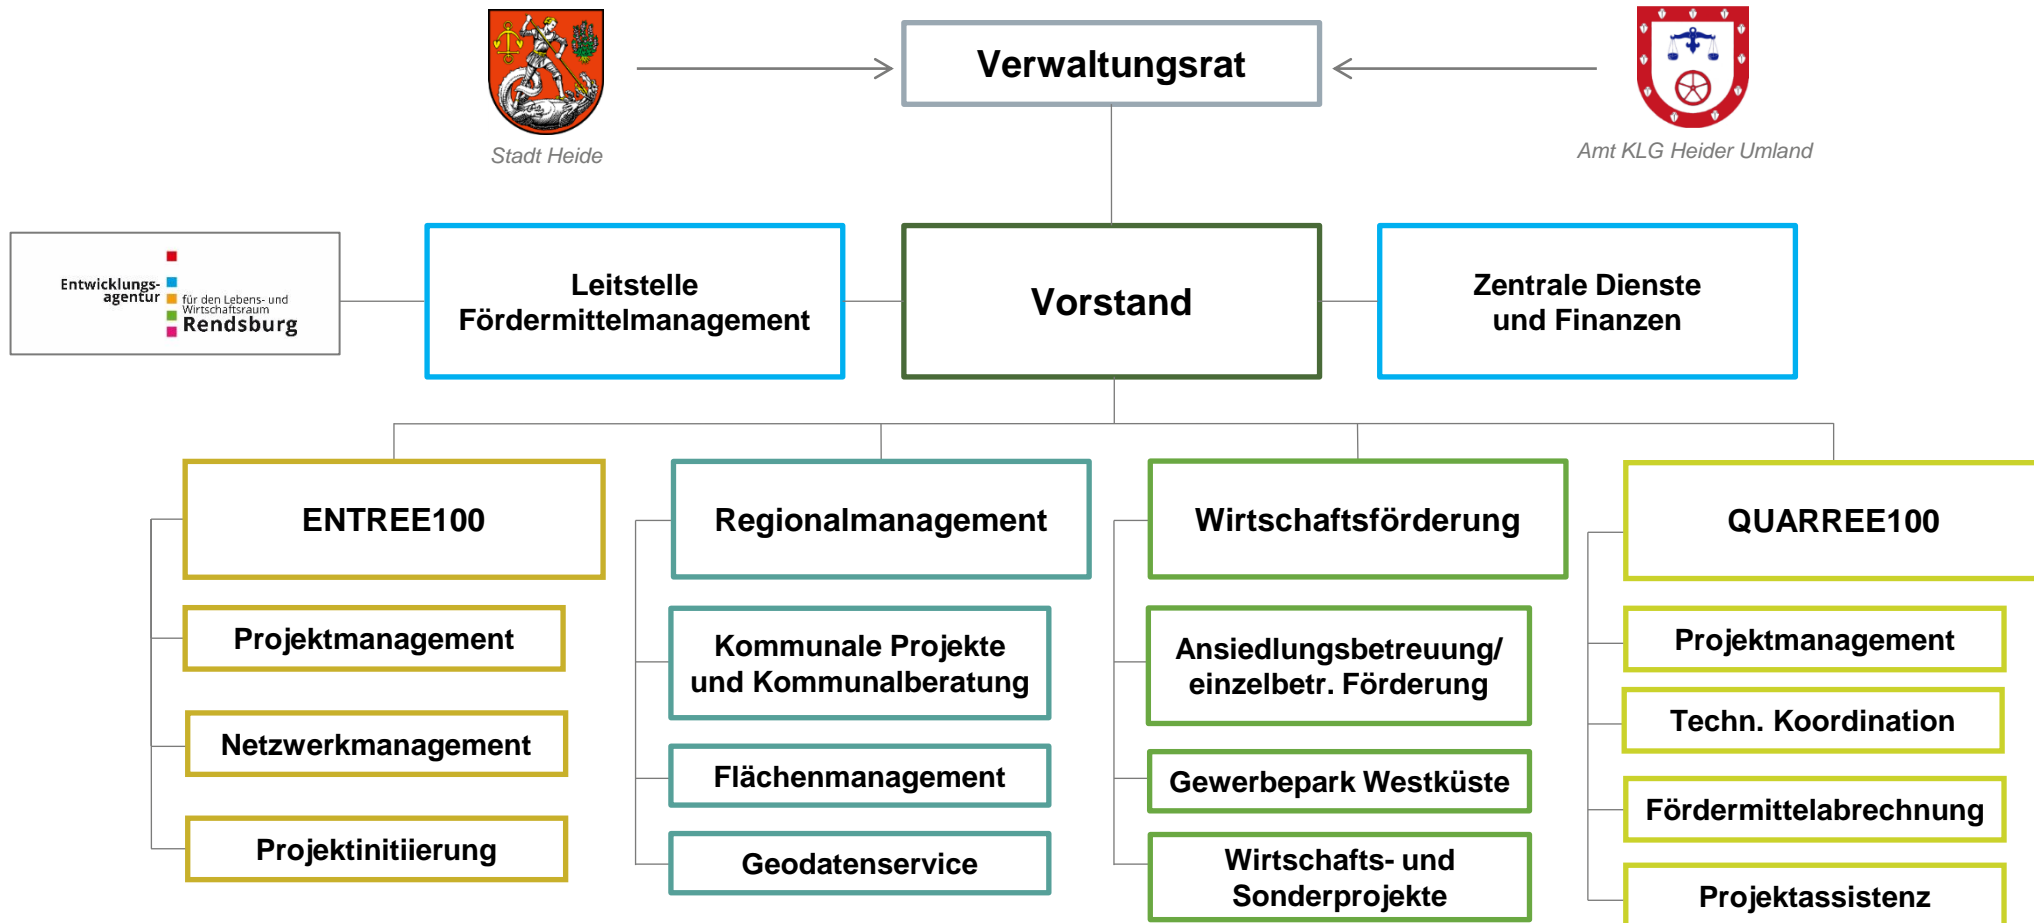 Verwaltungsrat
Stadt Heide
Amt KLG Heider Umland
Entwicklungs-
agentur
für den Lebens- und
Wirtschaftsraum
Rendsburg
Leitstelle
Fördermittelmanagement
Vorstand
Zentrale Dienste
und Finanzen
ENTREE100
Projektmanagement
Netzwerkmanagement
Projektinitiierung
Regionalmanagement
Kommunale Projekte
und Kommunalberatung
Flächenmanagement
Geodatenservice
Wirtschaftsförderung
Ansiedlungsbetreuung/
einzelbetr. Förderung
Gewerbepark Westküste
Wirtschafts- und
Sonderprojekte
QUARREE100
Projektmanagement
Techn. Koordination
Fördermittelabrechnung
Projektassistenz